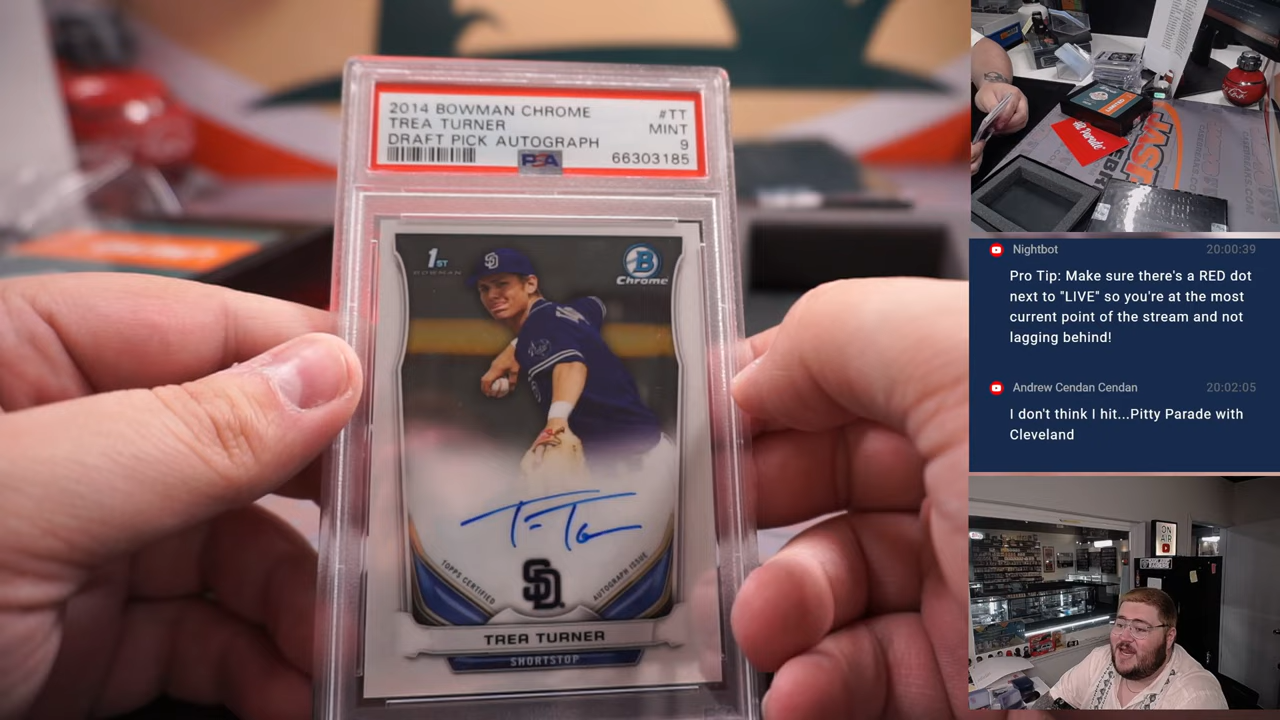 2014 BOWMAN CHROME #TT
TREA TURNER MINT
DRAFT PICK AUTOGRAPH 9
PSA 66303185
1ST
BOWMAN
B
Chrome
SD
TOPPS CERTIFIED
AUTOGRAPH ISSUE
SD
TREA TURNER
SHORTSTOP
Nightbot 20:00:39
Pro Tip: Make sure there's a RED dot
next to "LIVE" so you're at the most
current point of the stream and not
lagging behind!
Andrew Cendan Cendan 20:02:05
I don't think I hit...Pitty Parade with
Cleveland
ON
AIR